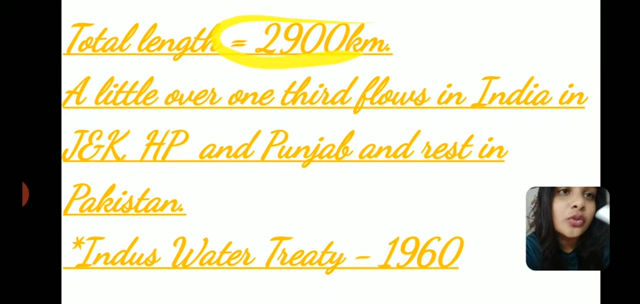 Total length = 2900km.
A little over one third flows in India in
J&K, HP and Punjab and rest in
Pakistan.
*Indus Water Treaty - 1960